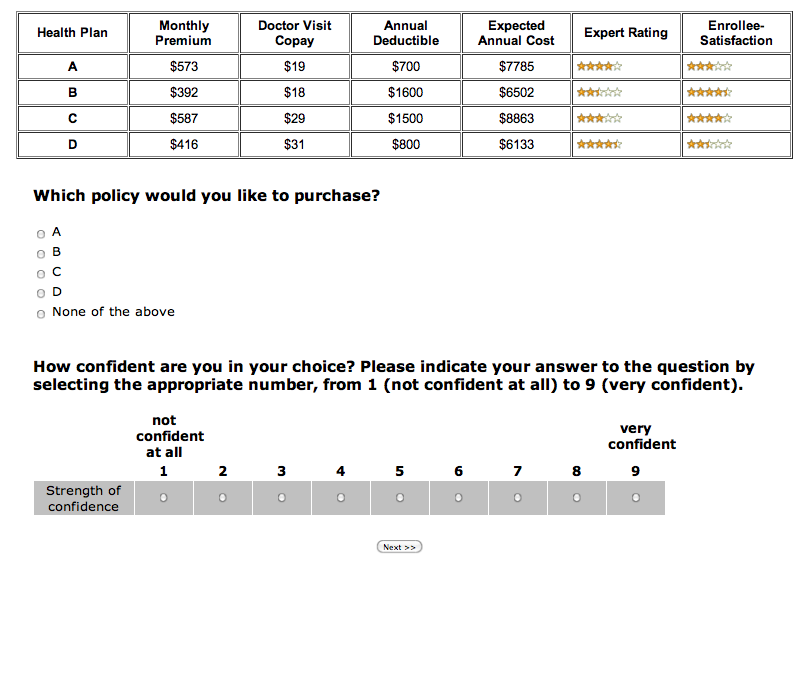 Health Plan Monthly Premium Doctor Visit Copay Annual Deductible Expected Annual Cost Expert Rating Enrollee-Satisfaction
A $573 $19 $700 $7785
B $392 $18 $1600 $6502
C $587 $29 $1500 $8863
D $416 $31 $800 $6133
Which policy would you like to purchase?
A
B
C
D
None of the above
How confident are you in your choice? Please indicate your answer to the question by
selecting the appropriate number, from 1 (not confident at all) to 9 (very confident).
not
confident
at all
very
confident
1 2 3 4 5 6 7 8 9
Strength of
confidence
Next >>